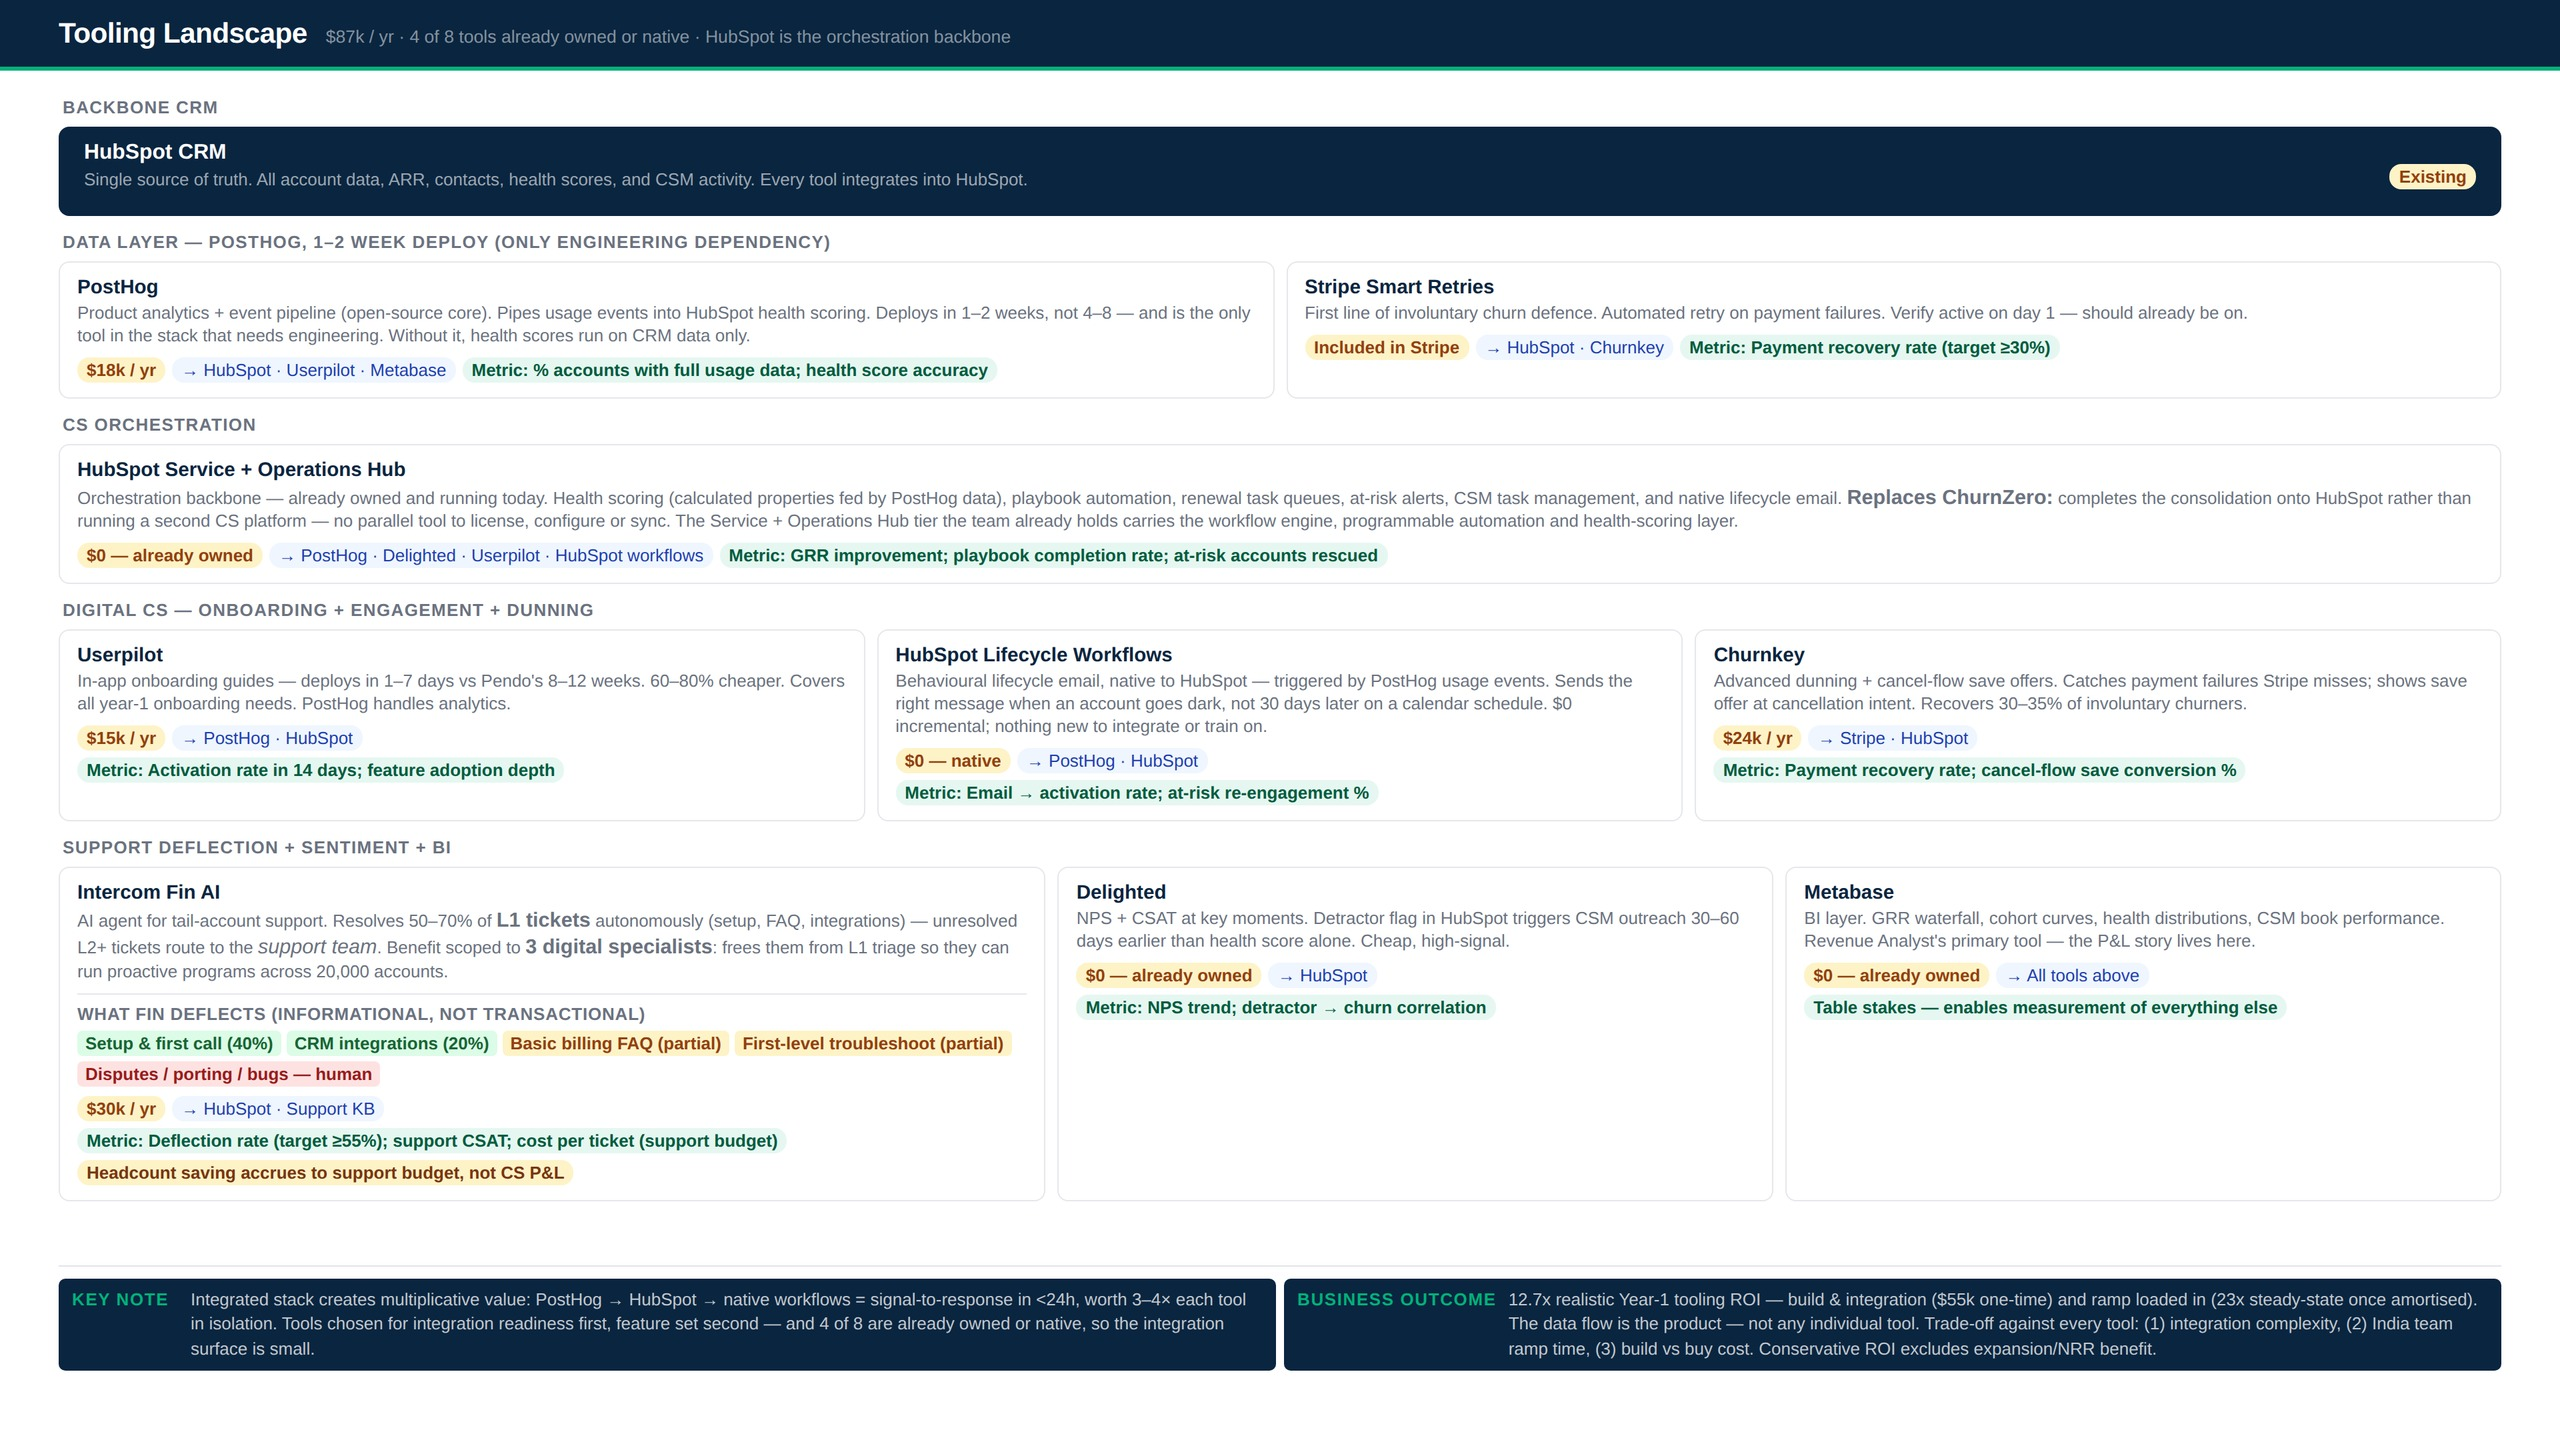 Tooling Landscape $87k / yr · 4 of 8 tools already owned or native · HubSpot is the orchestration backbone
BACKBONE CRM
HubSpot CRM
Single source of truth. All account data, ARR, contacts, health scores, and CSM activity. Every tool integrates into HubSpot.
Existing
DATA LAYER — POSTHOG, 1–2 WEEK DEPLOY (ONLY ENGINEERING DEPENDENCY)
PostHog
Product analytics + event pipeline (open-source core). Pipes usage events into HubSpot health scoring. Deploys in 1–2 weeks, not 4–8 — and is the only
tool in the stack that needs engineering. Without it, health scores run on CRM data only.
$18k / yr → HubSpot · Userpilot · Metabase Metric: % accounts with full usage data; health score accuracy
Stripe Smart Retries
First line of involuntary churn defence. Automated retry on payment failures. Verify active on day 1 — should already be on.
Included in Stripe → HubSpot · Churnkey Metric: Payment recovery rate (target ≥30%)
CS ORCHESTRATION
HubSpot Service + Operations Hub
Orchestration backbone — already owned and running today. Health scoring (calculated properties fed by PostHog data), playbook automation, renewal task queues, at-risk alerts, CSM task management, and native lifecycle email. Replaces ChurnZero: completes the consolidation onto HubSpot rather than
running a second CS platform — no parallel tool to license, configure or sync. The Service + Operations Hub tier the team already holds carries the workflow engine, programmable automation and health-scoring layer.
$0 — already owned → PostHog · Delighted · Userpilot · HubSpot workflows Metric: GRR improvement; playbook completion rate; at-risk accounts rescued
DIGITAL CS — ONBOARDING + ENGAGEMENT + DUNNING
Userpilot
In-app onboarding guides — deploys in 1–7 days vs Pendo's 8–12 weeks. 60–80% cheaper. Covers
all year-1 onboarding needs. PostHog handles analytics.
$15k / yr → PostHog · HubSpot
Metric: Activation rate in 14 days; feature adoption depth
HubSpot Lifecycle Workflows
Behavioural lifecycle email, native to HubSpot — triggered by PostHog usage events. Sends the
right message when an account goes dark, not 30 days later on a calendar schedule. $0
incremental; nothing new to integrate or train on.
$0 — native → PostHog · HubSpot
Metric: Email → activation rate; at-risk re-engagement %
Churnkey
Advanced dunning + cancel-flow save offers. Catches payment failures Stripe misses; shows save
offer at cancellation intent. Recovers 30–35% of involuntary churners.
$24k / yr → Stripe · HubSpot
Metric: Payment recovery rate; cancel-flow save conversion %
SUPPORT DEFLECTION + SENTIMENT + BI
Intercom Fin AI
AI agent for tail-account support. Resolves 50–70% of L1 tickets autonomously (setup, FAQ, integrations) — unresolved
L2+ tickets route to the support team. Benefit scoped to 3 digital specialists: frees them from L1 triage so they can
run proactive programs across 20,000 accounts.
WHAT FIN DEFLECTS (INFORMATIONAL, NOT TRANSACTIONAL)
Setup & first call (40%) CRM integrations (20%) Basic billing FAQ (partial) First-level troubleshoot (partial)
Disputes / porting / bugs — human
$30k / yr → HubSpot · Support KB
Metric: Deflection rate (target ≥55%); support CSAT; cost per ticket (support budget)
Headcount saving accrues to support budget, not CS P&L
Delighted
NPS + CSAT at key moments. Detractor flag in HubSpot triggers CSM outreach 30–60
days earlier than health score alone. Cheap, high-signal.
$0 — already owned → HubSpot
Metric: NPS trend; detractor → churn correlation
Metabase
BI layer. GRR waterfall, cohort curves, health distributions, CSM book performance.
Revenue Analyst's primary tool — the P&L story lives here.
$0 — already owned → All tools above
Table stakes — enables measurement of everything else
KEY NOTE Integrated stack creates multiplicative value: PostHog → HubSpot → native workflows = signal-to-response in <24h, worth 3–4× each tool
in isolation. Tools chosen for integration readiness first, feature set second — and 4 of 8 are already owned or native, so the integration
surface is small.
BUSINESS OUTCOME 12.7x realistic Year-1 tooling ROI — build & integration ($55k one-time) and ramp loaded in (23x steady-state once amortised).
The data flow is the product — not any individual tool. Trade-off against every tool: (1) integration complexity, (2) India team
ramp time, (3) build vs buy cost. Conservative ROI excludes expansion/NRR benefit.